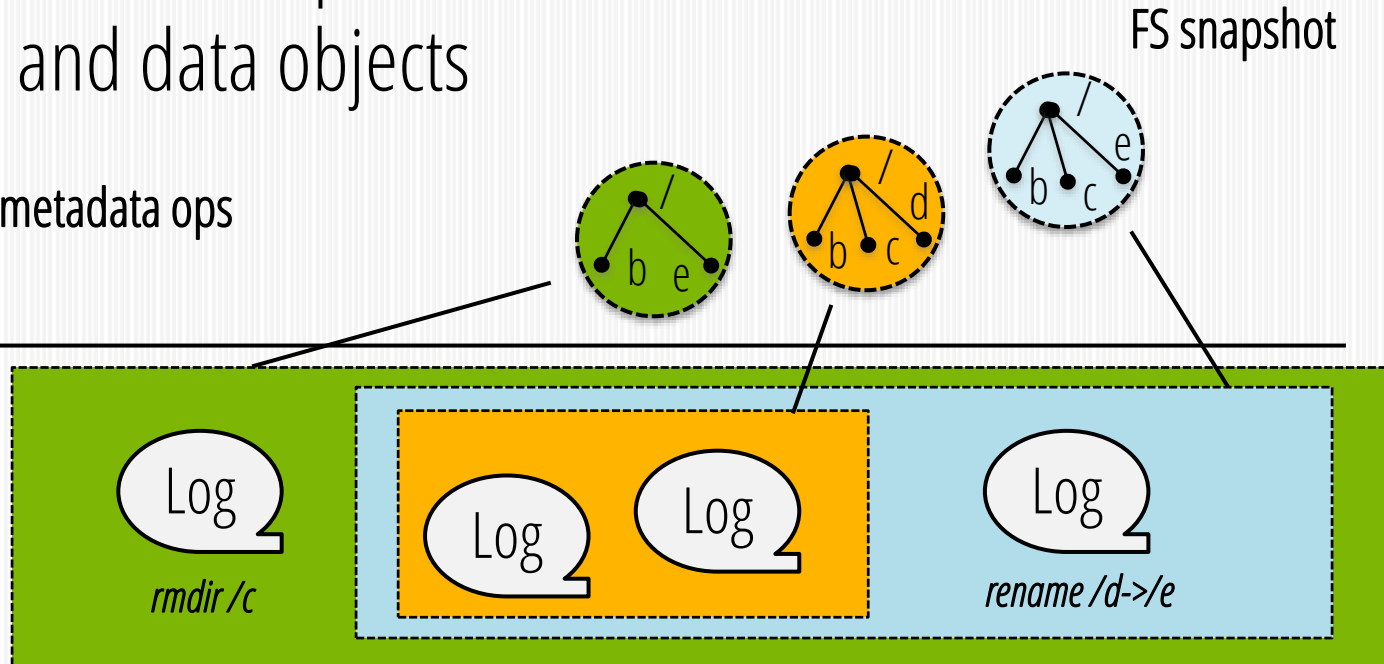 and data objects
FS snapshot
metadata ops
/
b e
/
d
b c
/
e
b c
Log
Log
Log
Log
rmdir /c
rename /d->/e